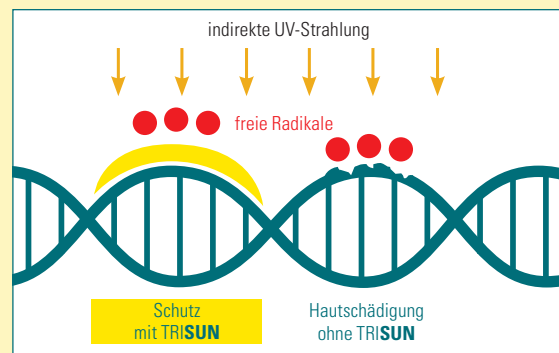 indirekte UV-Strahlung
freie Radikale
Schutz
mit TRISUN
Hautschädigung
ohne TRISUN